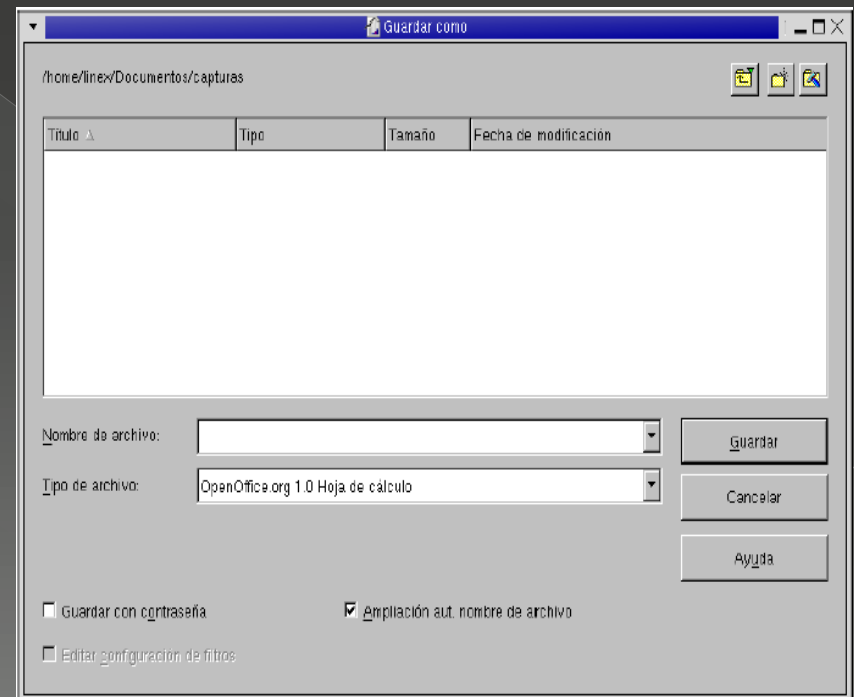 Guardar como
/home/linex/Documentos/capturas
Título Tipo Tamaño Fecha de modificación
Nombre de archivo:
Guardar
Tipo de archivo: OpenOffice.org 1.0 Hoja de cálculo
Cancelar
Ayuda
Guardar con contraseña Ampliación aut. nombre de archivo
Editar configuracion de filtros